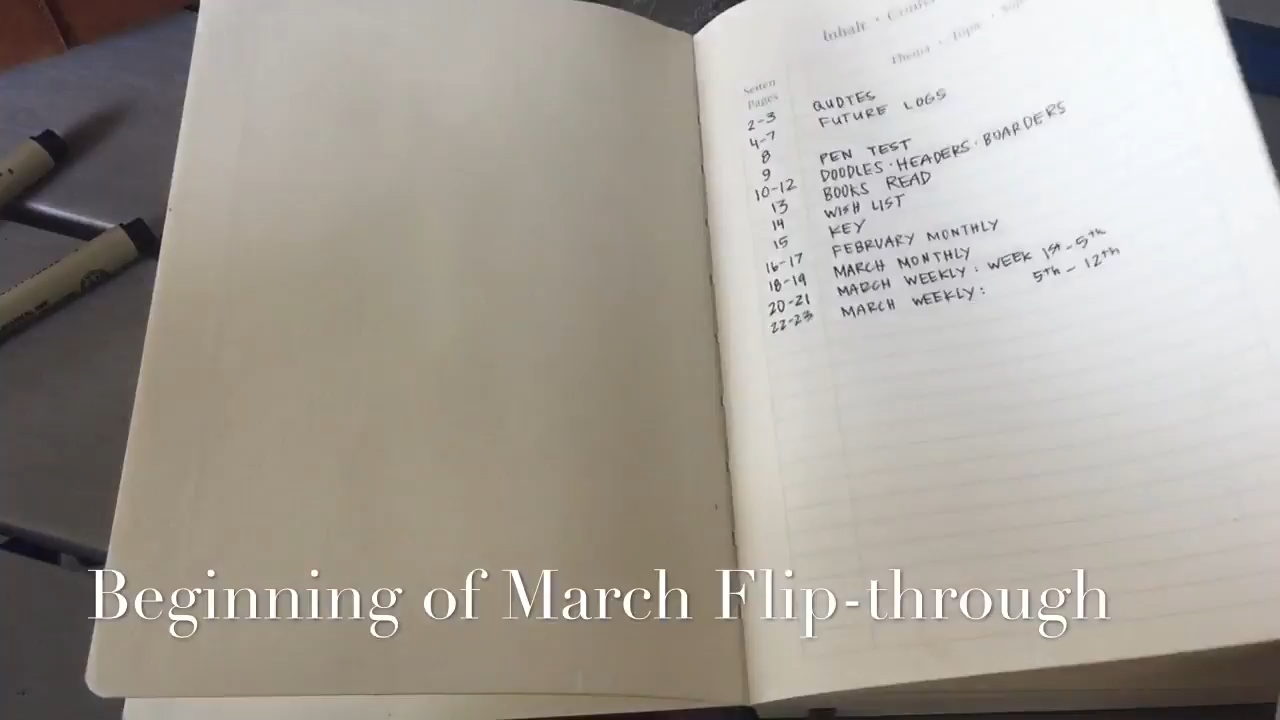 Inhalt
Thema
Seiten
Pages
2-3 QUOTES
4-7 FUTURE LOGS
8
9 PEN TEST
10-12 DOODLES · HEADERS · BOARDERS
13 BOOKS READ
14 WISH LIST
15 KEY
16-17 FEBRUARY MONTHLY
18-19 MARCH MONTHLY
20-21 MARCH WEEKLY: WEEK 1st - 5th
22-23 MARCH WEEKLY: 5th - 12th
Beginning of March Flip-through